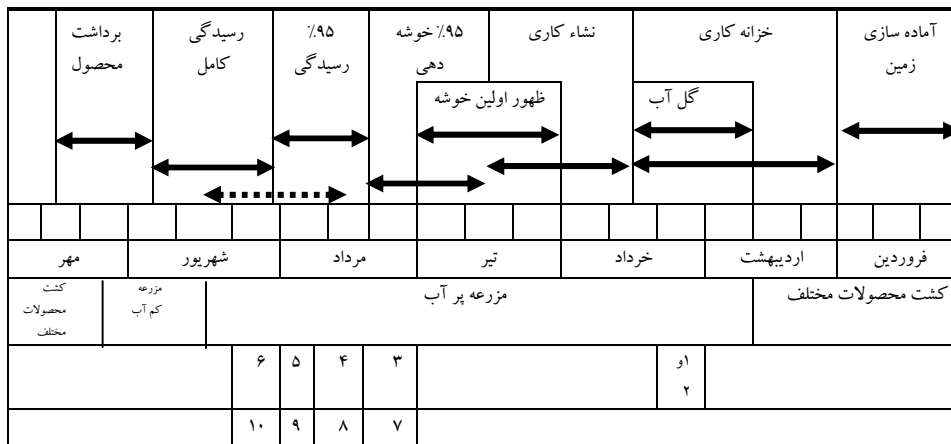 آماده سازی
زمین
خزانه کاری
نشاء کاری
۹۵٪ خوشه
دهی
۹۵٪
رسیدگی
رسیدگی
کامل
برداشت
محصول
گل آب
ظهور اولین خوشه
فروردین
اردیبهشت
خرداد
تیر
مرداد
شهریور
مهر
کشت محصولات مختلف
مزرعه پر آب
مزرعه
کم آب
کشت
محصولات
مختلف
۱و
۲
۳
۴
۵
۶
۷
۸
۹
۱۰